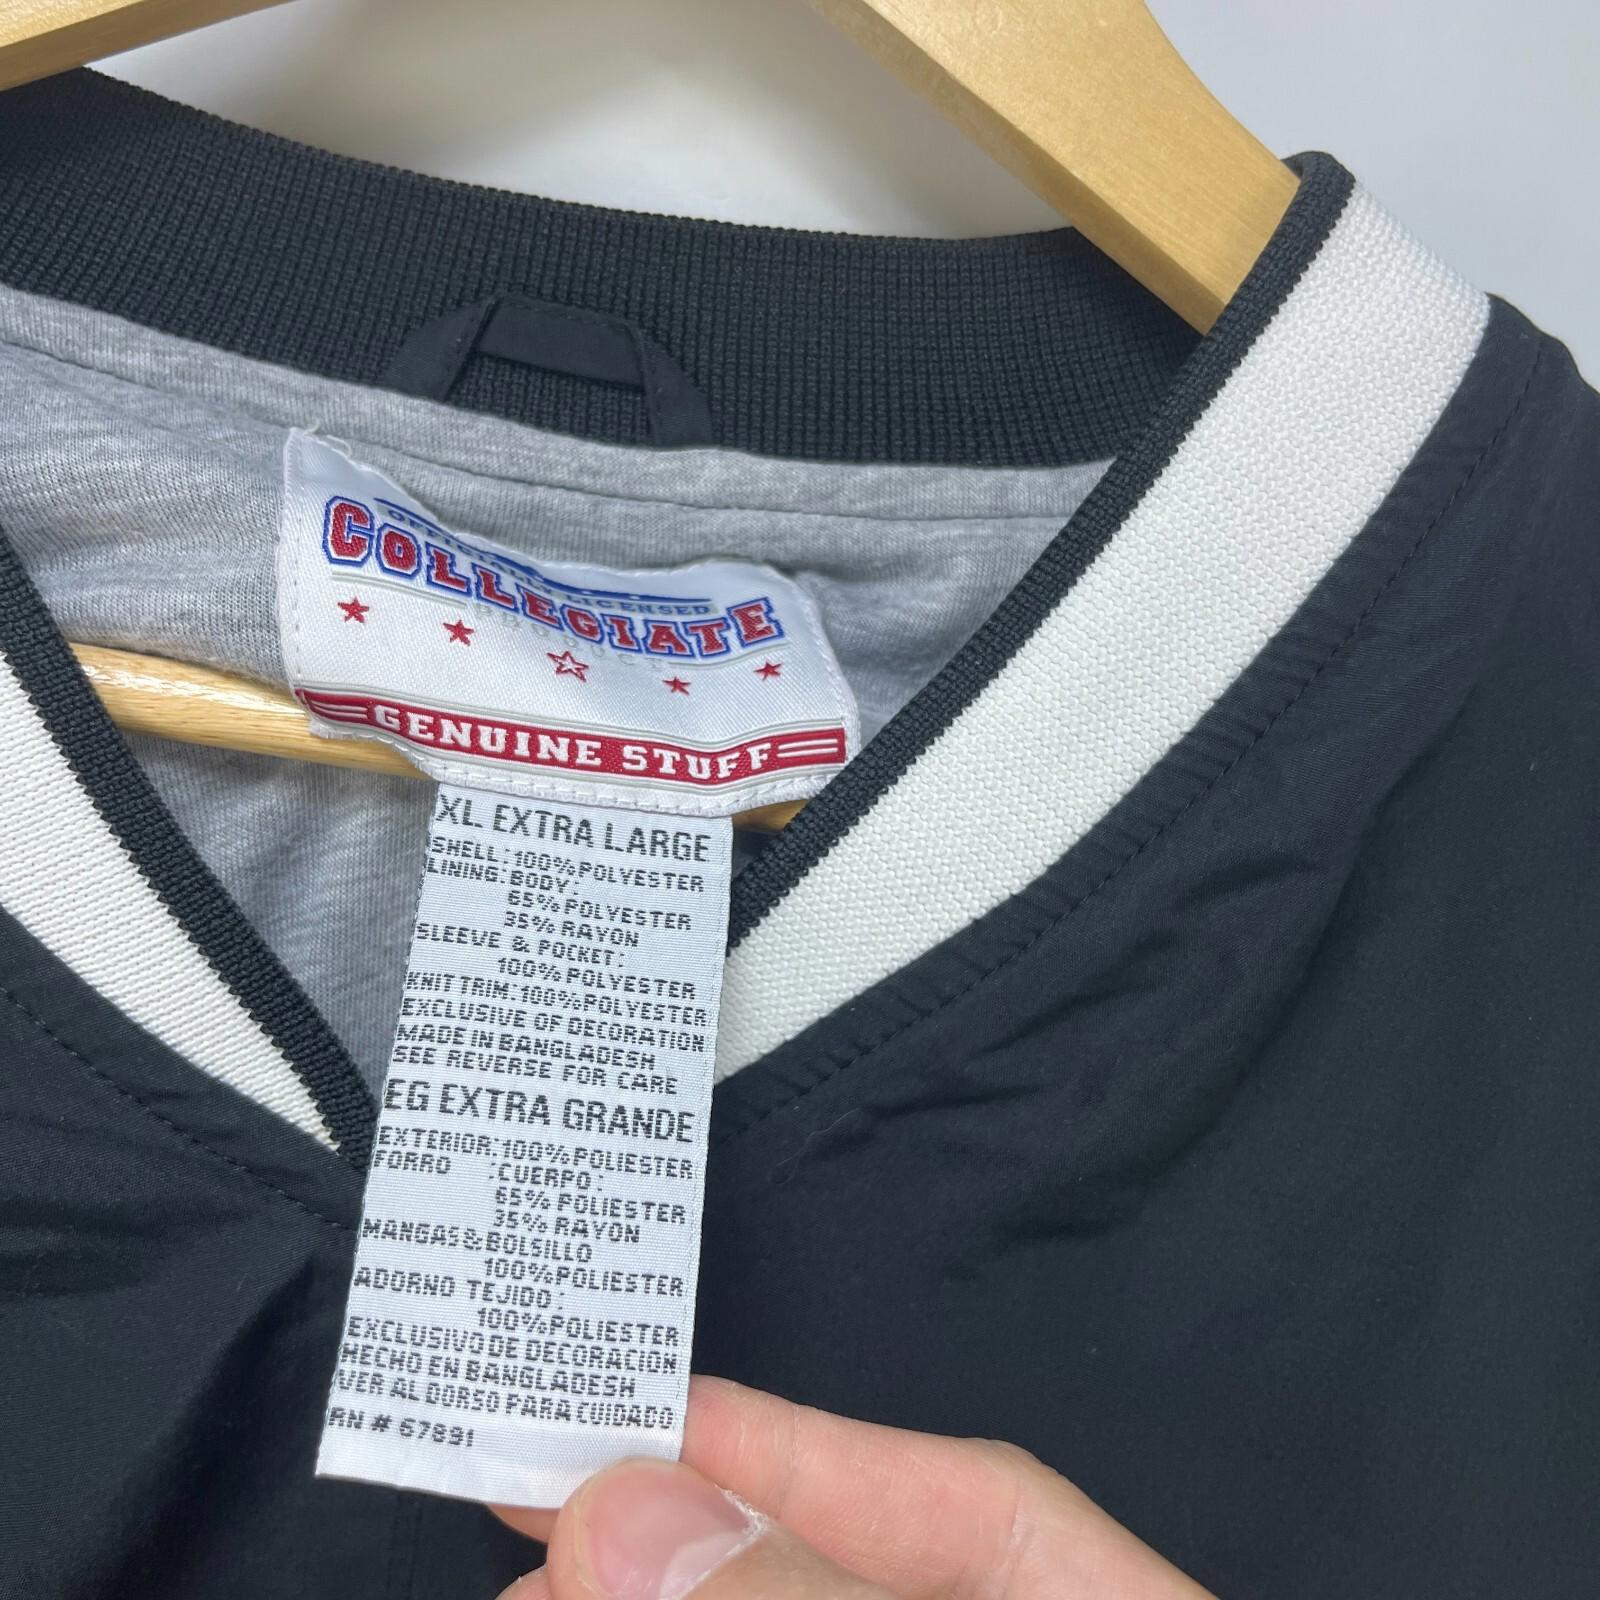 OFFICIALLY LICENSED
COLLEGIATE
PRODUCT
GENUINE STUFF
XL EXTRA LARGE
SHELL: 100% POLYESTER
LINING: BODY:
65% POLYESTER
35% RAYON
SLEEVE & POCKET:
100% POLYESTER
KNIT TRIM: 100% POLYESTER
EXCLUSIVE OF DECORATION
MADE IN BANGLADESH
SEE REVERSE FOR CARE
EG EXTRA GRANDE
EXTERIOR: 100% POLIESTER
FORRO :CUERPO:
65% POLIESTER
35% RAYON
MANGAS & BOLSILLO
100% POLIESTER
ADORNO TEJIDO:
100% POLIESTER
EXCLUSIVO DE DECORACION
HECHO EN BANGLADESH
VER AL DORSO PARA CUIDADO
RN # 67891